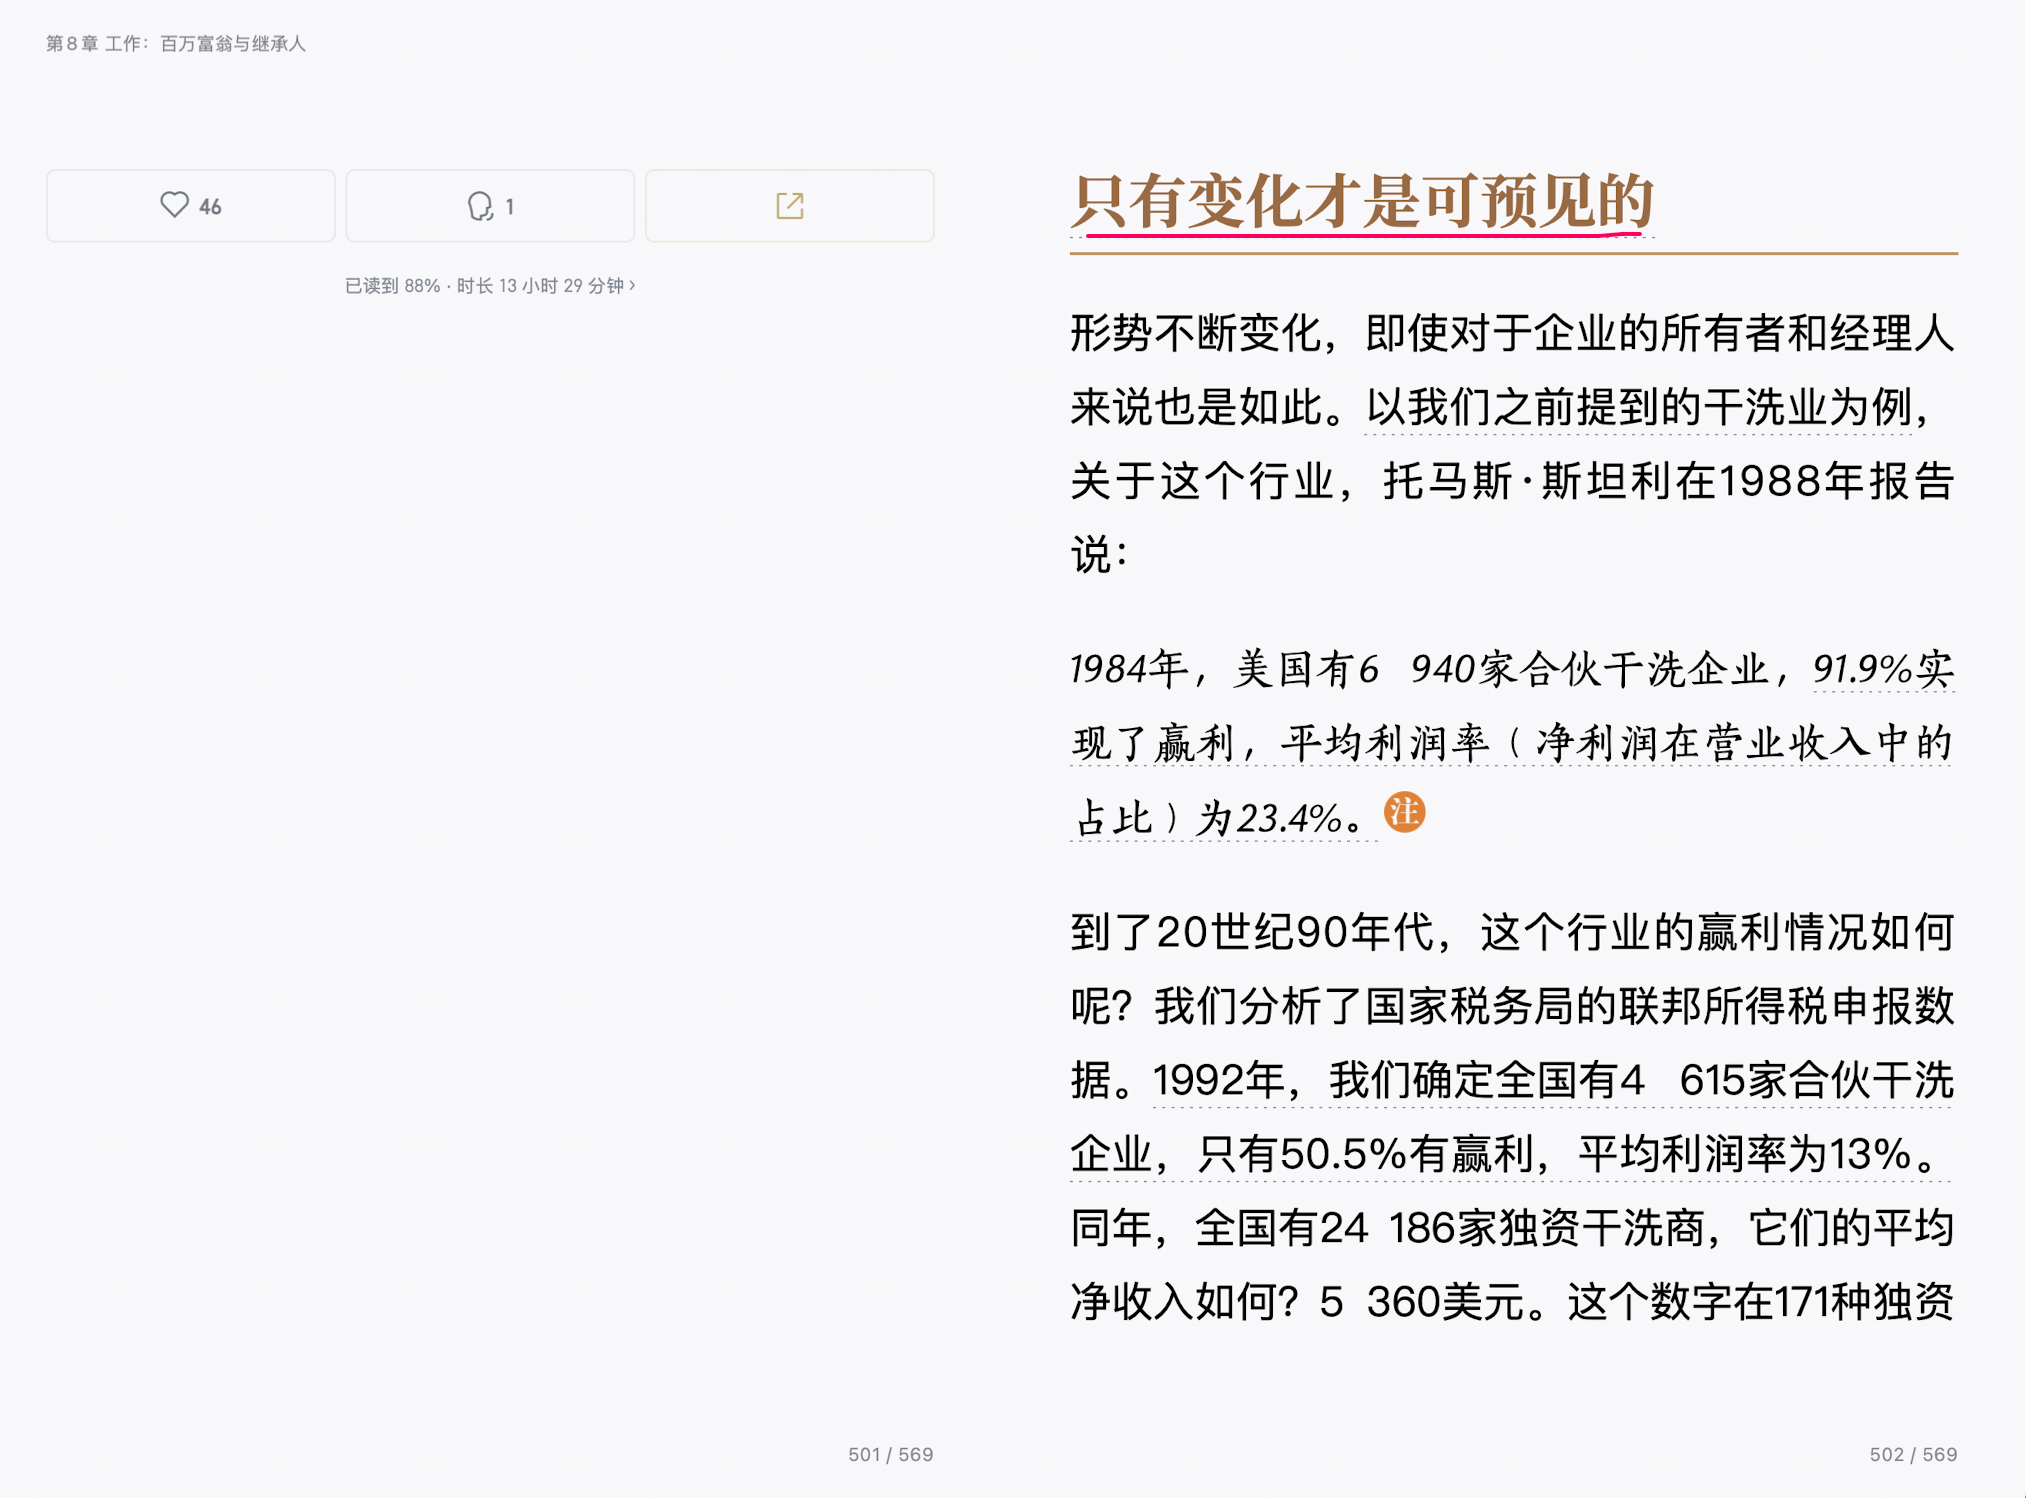 第8章 工作：百万富翁与继承人
46
1
已读到 88% · 时长 13 小时 29 分钟 ›
501 / 569
只有变化才是可预见的
形势不断变化，即使对于企业的所有者和经理人
来说也是如此。以我们之前提到的干洗业为例，
关于这个行业，托马斯·斯坦利在1988年报告
说：
1984年，美国有6 940家合伙干洗企业，91.9%实
现了赢利，平均利润率（净利润在营业收入中的
占比）为23.4%。注
到了20世纪90年代，这个行业的赢利情况如何
呢？我们分析了国家税务局的联邦所得税申报数
据。1992年，我们确定全国有4 615家合伙干洗
企业，只有50.5%有赢利，平均利润率为13%。
同年，全国有24 186家独资干洗商，它们的平均
净收入如何？5 360美元。这个数字在171种独资
502 / 569